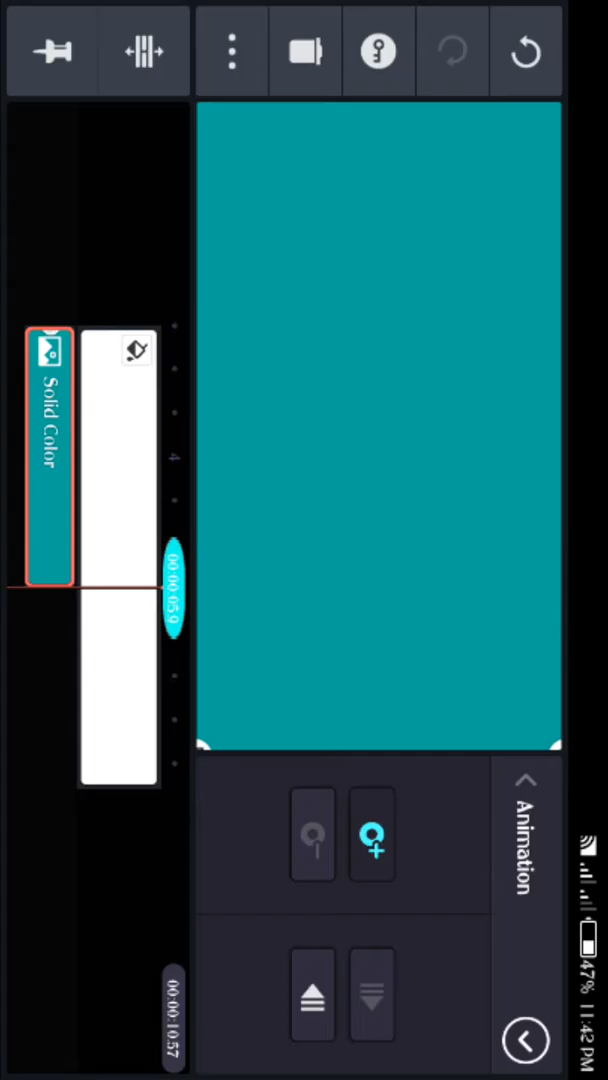 47% 11:42 PM
Animation
4
00:00:05.9
00:00:10.57
Solid Color